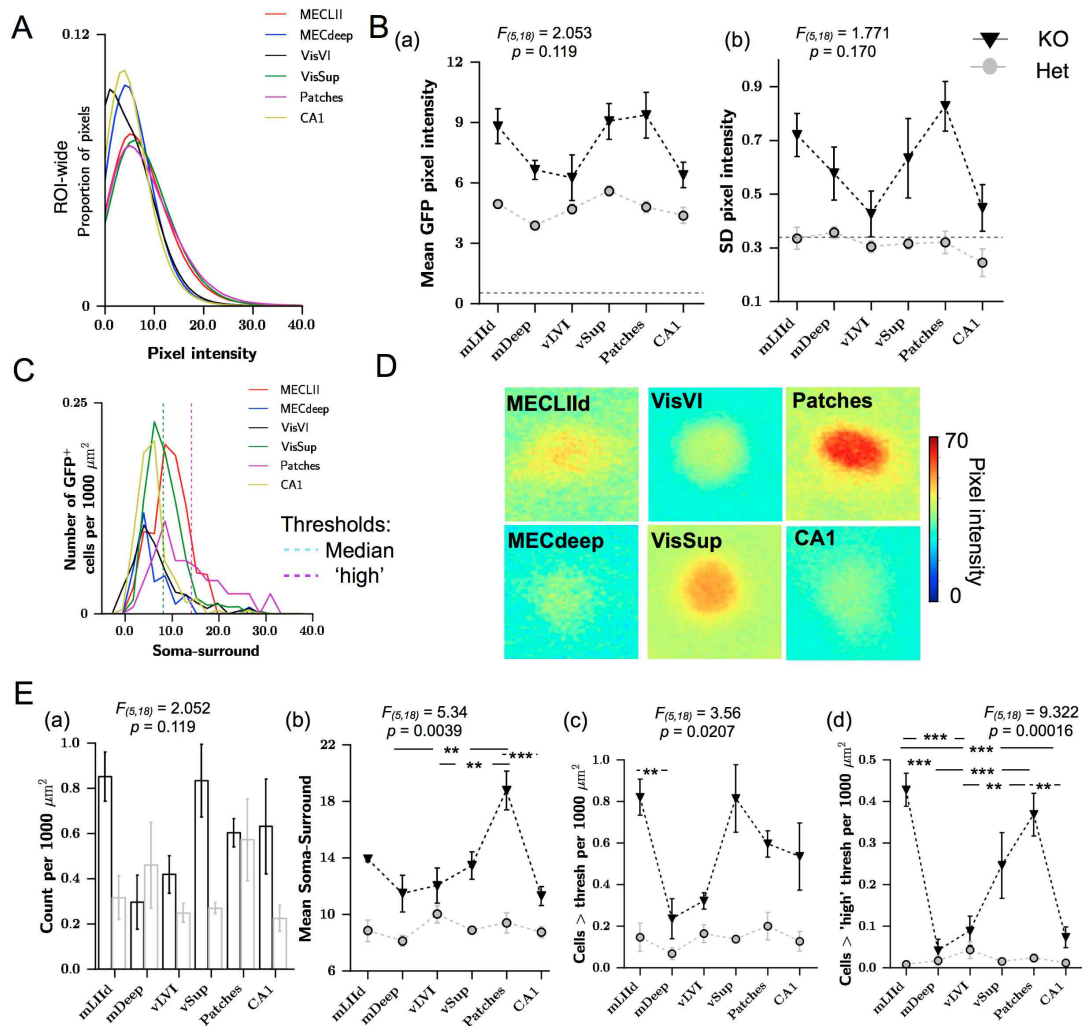 A
0.12
0
ROI-wide
Proportion of pixels
0.0
10.0
20.0
30.0
40.0
Pixel intensity
MECLII
MECdeep
VisVI
VisSup
Patches
CA1
B
(a)
F(5,18) = 2.053
p = 0.119
Mean GFP pixel intensity
12
9
6
3
0
mLIId
mDeep
vLVI
vSup
Patches
CA1
(b)
F(5,18) = 1.771
p = 0.170
SD pixel intensity
0.9
0.7
0.5
0.3
0.1
mLIId
mDeep
vLVI
vSup
Patches
CA1
KO
Het
C
0.25
0
Number of GFP+
cells per 1000 μm2
0.0
10.0
20.0
30.0
40.0
Soma-surround
MECLII
MECdeep
VisVI
VisSup
Patches
CA1
Thresholds:
Median
'high'
D
MECLIId
VisVI
Patches
MECdeep
VisSup
CA1
70
0
Pixel intensity
E
(a)
F(5,18) = 2.052
p = 0.119
Count per 1000 μm2
1.0
0.8
0.6
0.4
0.2
0.0
mLIId
mDeep
vLVI
vSup
Patches
CA1
(b)
F(5,18) = 5.34
p = 0.0039
** 
**
***
Mean Soma-Surround
22
18
14
10
6
mLIId
mDeep
vLVI
vSup
Patches
CA1
(c)
F(5,18) = 3.56
p = 0.0207
**
Cells > thresh per 1000 μm2
1.0
0.8
0.6
0.4
0.2
0.0
mLIId
mDeep
vLVI
vSup
Patches
CA1
(d)
F(5,18) = 9.322
p = 0.00016
***
***
***
***
**
**
Cells > 'high' thresh per 1000 μm2
0.5
0.4
0.3
0.2
0.1
0.0
mLIId
mDeep
vLVI
vSup
Patches
CA1